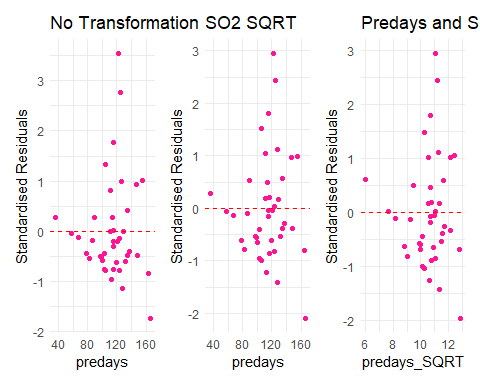 No Transformation SO2 SQRT Predays and S
Standardised Residuals
3
2
1
0
-1
-2
40 80 120 160
predays
Standardised Residuals
3
2
1
0
-1
-2
40 80 120 160
predays
Standardised Residuals
3
2
1
0
-1
-2
6 8 10 12
predays_SQRT